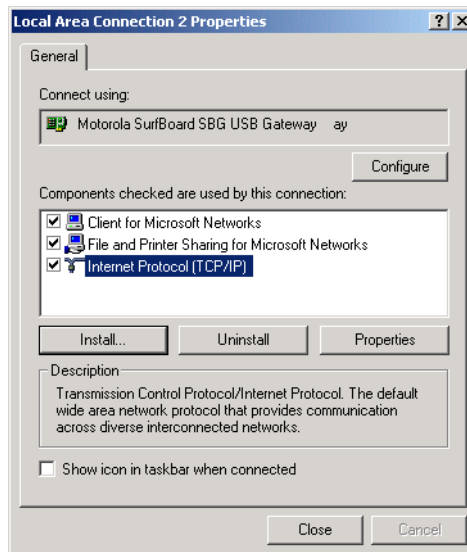 Local Area Connection 2 Properties
General
Connect using:
Motorola SurfBoard SBG USB Gateway ay
Configure
Components checked are used by this connection:
Client for Microsoft Networks
File and Printer Sharing for Microsoft Networks
Internet Protocol (TCP/IP)
Install... Uninstall Properties
Description
Transmission Control Protocol/Internet Protocol. The default
wide area network protocol that provides communication
across diverse interconnected networks.
Show icon in taskbar when connected
Close Cancel